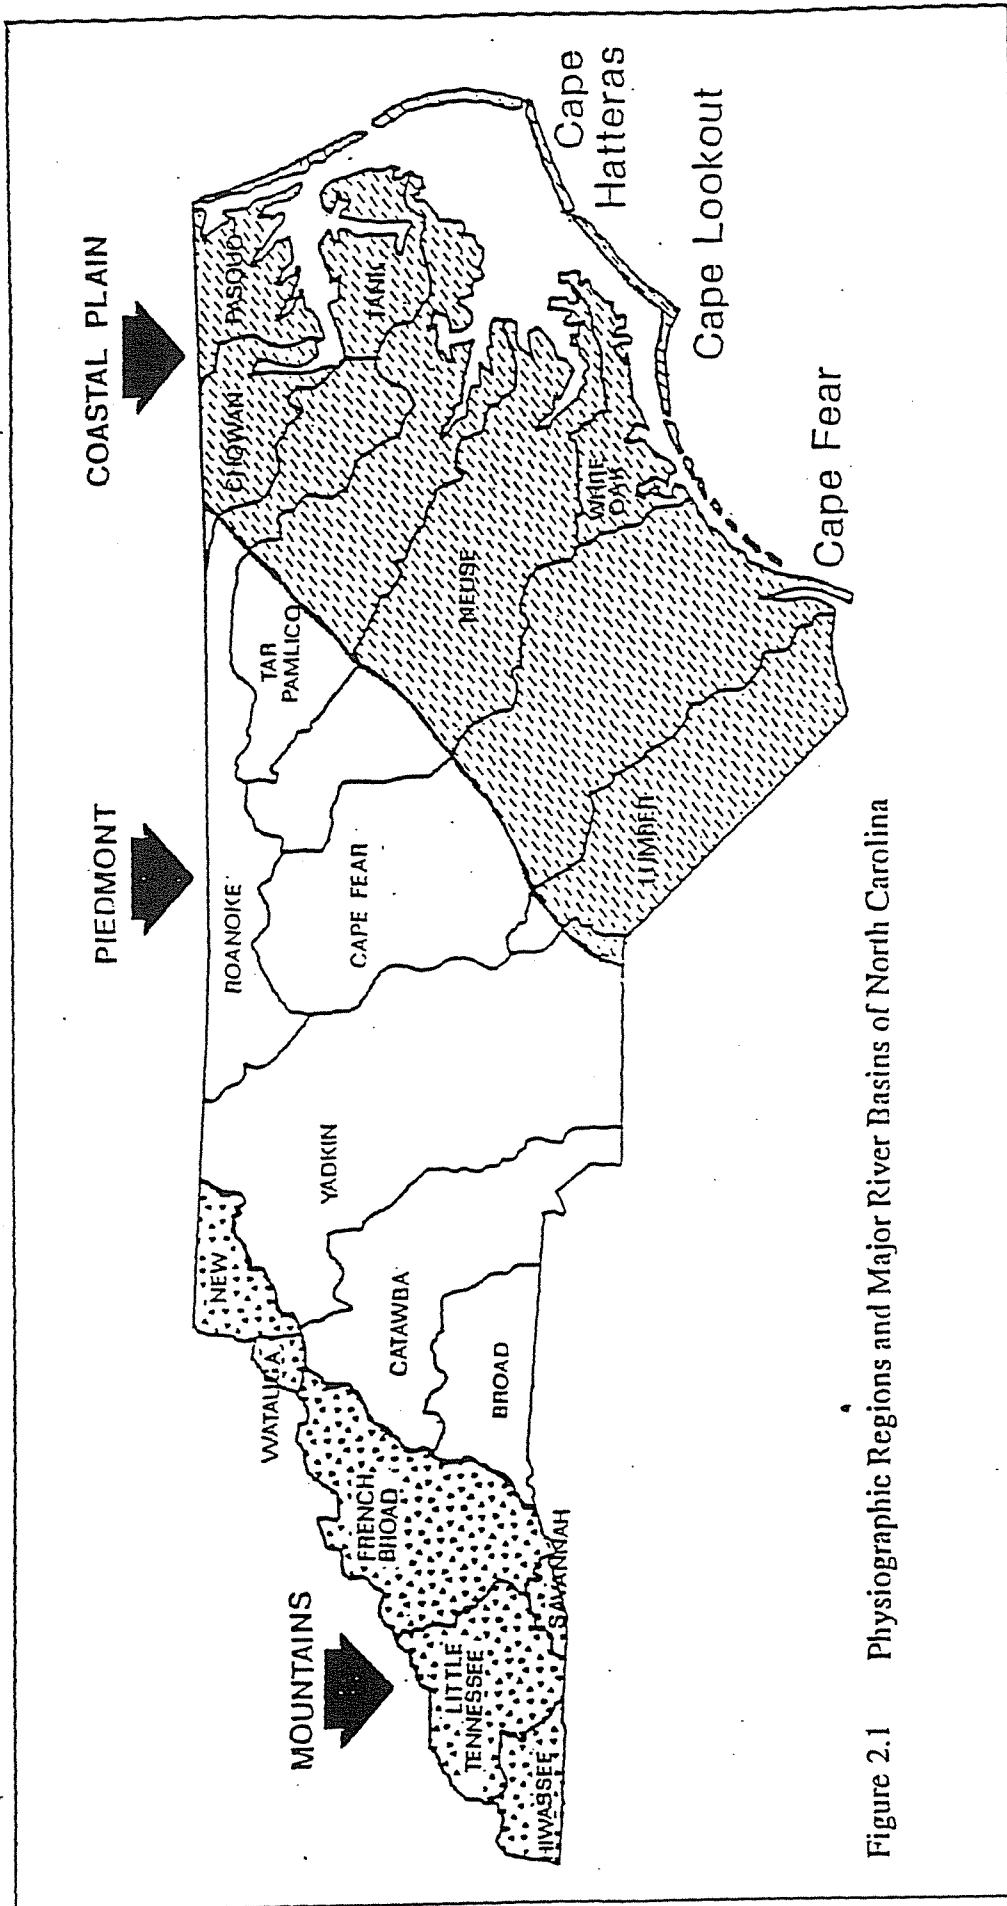 COASTAL PLAIN
PIEDMONT
MOUNTAINS
PASQUO
CHOWAN
TANK
TAR
PAMLICO
ROANOKE
NEUSE
WHITE
OAK
CAPE FEAR
LUMBER
YADKIN
NEW
WATAUGA
CATAWBA
BROAD
FRENCH
BROAD
LITTLE
TENNESSEE
SAVANNAH
HIWASSEE
Cape
Hatteras
Cape Lookout
Cape Fear
Figure 2.1 Physiographic Regions and Major River Basins of North Carolina